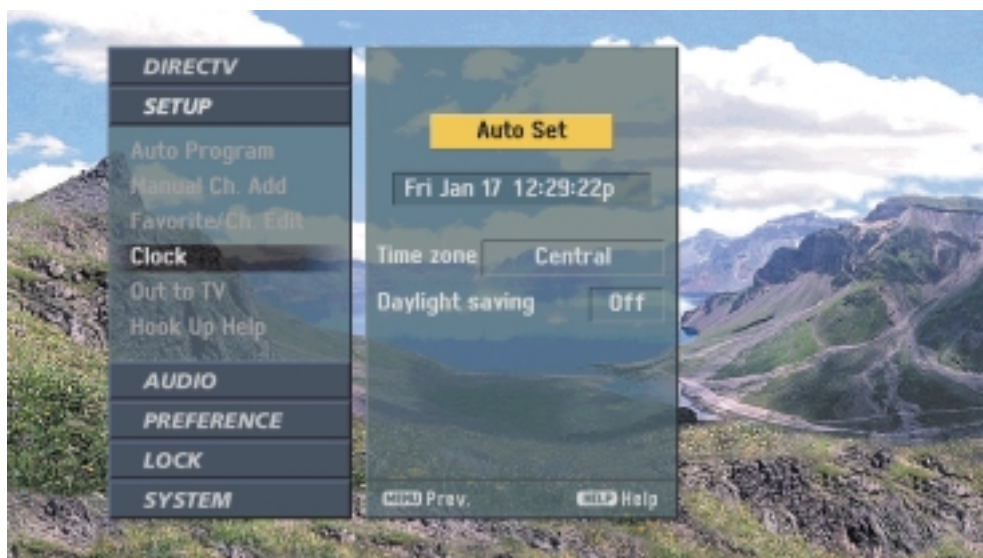 DIRECTV
SETUP
Auto Program
Manual Ch. Add
Favorite/Ch. Edit
Clock
Out to TV
Hook Up Help
AUDIO
PREFERENCE
LOCK
SYSTEM
Auto Set
Fri Jan 17 12:29:22p
Time zone Central
Daylight saving Off
MENU Prev. HELP Help